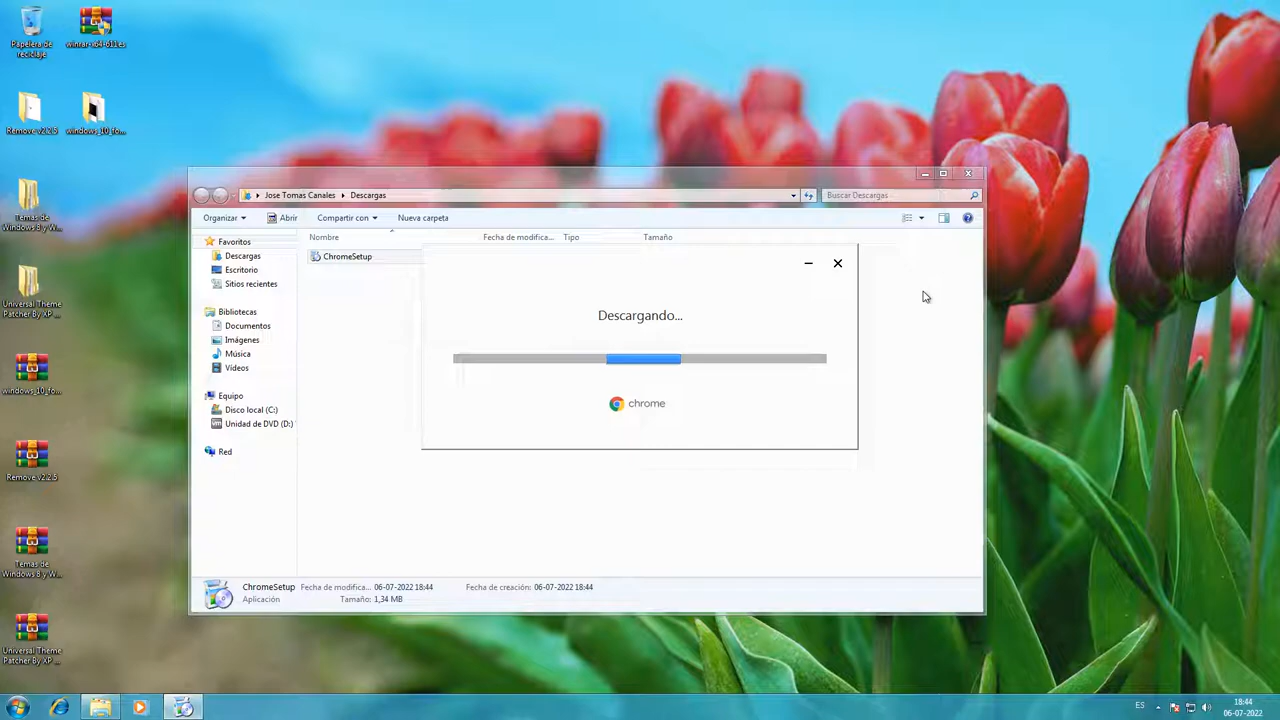 Papelera de
reciclaje
winrar-x64-611es
Remove v2.2.5
windows_10_fo...
Temas de
Windows 8 y W...
Universal Theme
Patcher By XP ...
windows_10_fo...
Remove v2.2.5
Temas de
Windows 8 y W...
Universal Theme
Patcher By XP ...
Jose Tomas Canales
Descargas
Buscar Descargas
Organizar
Abrir
Compartir con
Nueva carpeta
Favoritos
Descargas
Escritorio
Sitios recientes
Bibliotecas
Documentos
Imágenes
Música
Vídeos
Equipo
Disco local (C:)
Unidad de DVD (D:)
Red
Nombre
Fecha de modifica...
Tipo
Tamaño
ChromeSetup
Descargando...
chrome
ChromeSetup
Fecha de modifica... 06-07-2022 18:44
Fecha de creación: 06-07-2022 18:44
Aplicación
Tamaño: 1,34 MB
ES
18:44
06-07-2022